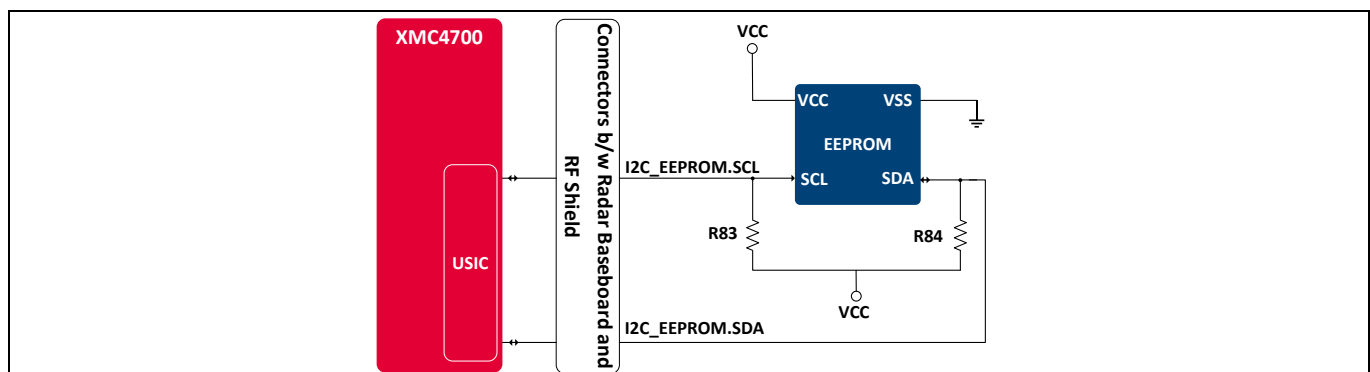 XMC4700
USIC
Connectors b/w Radar Baseboard and
RF Shield
VCC
VCC
VSS
EEPROM
SCL
SDA
I2C_EEPROM.SCL
R83
R84
VCC
I2C_EEPROM.SDA